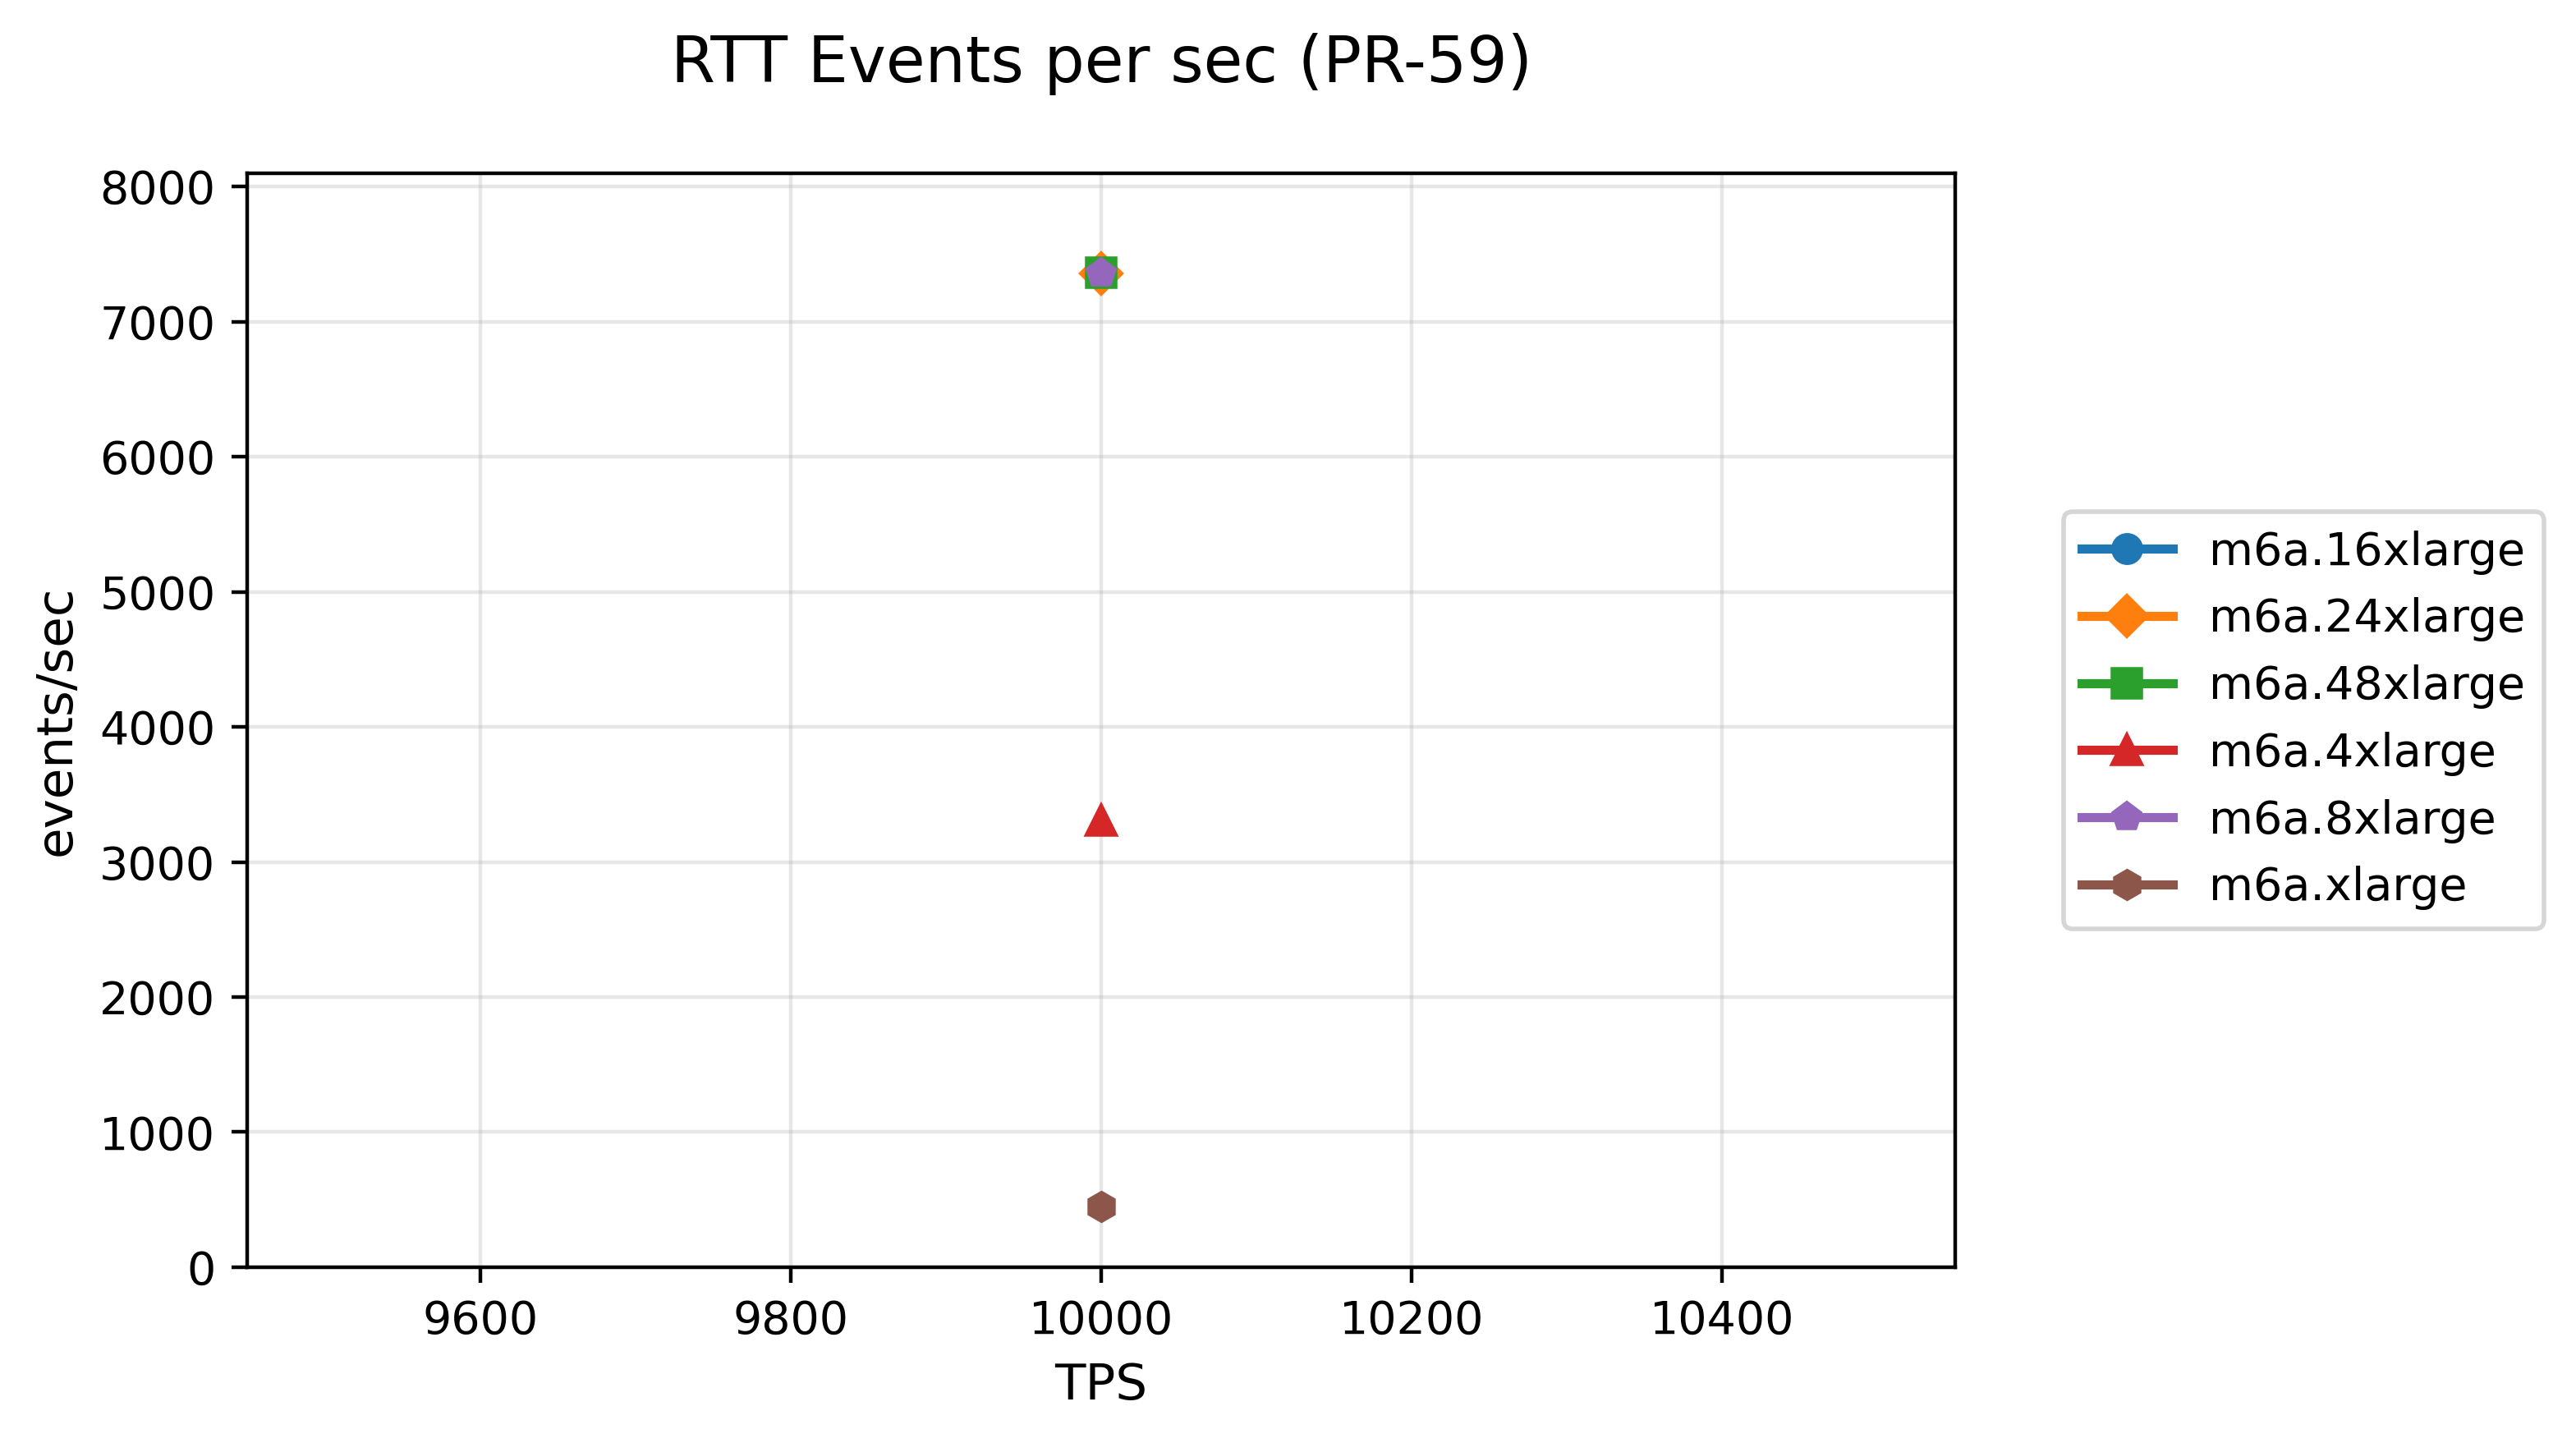 RTT Events per sec (PR-59)
8000
7000
6000
5000
4000
3000
2000
1000
0
events/sec
9600
9800
10000
10200
10400
TPS
m6a.16xlarge
m6a.24xlarge
m6a.48xlarge
m6a.4xlarge
m6a.8xlarge
m6a.xlarge